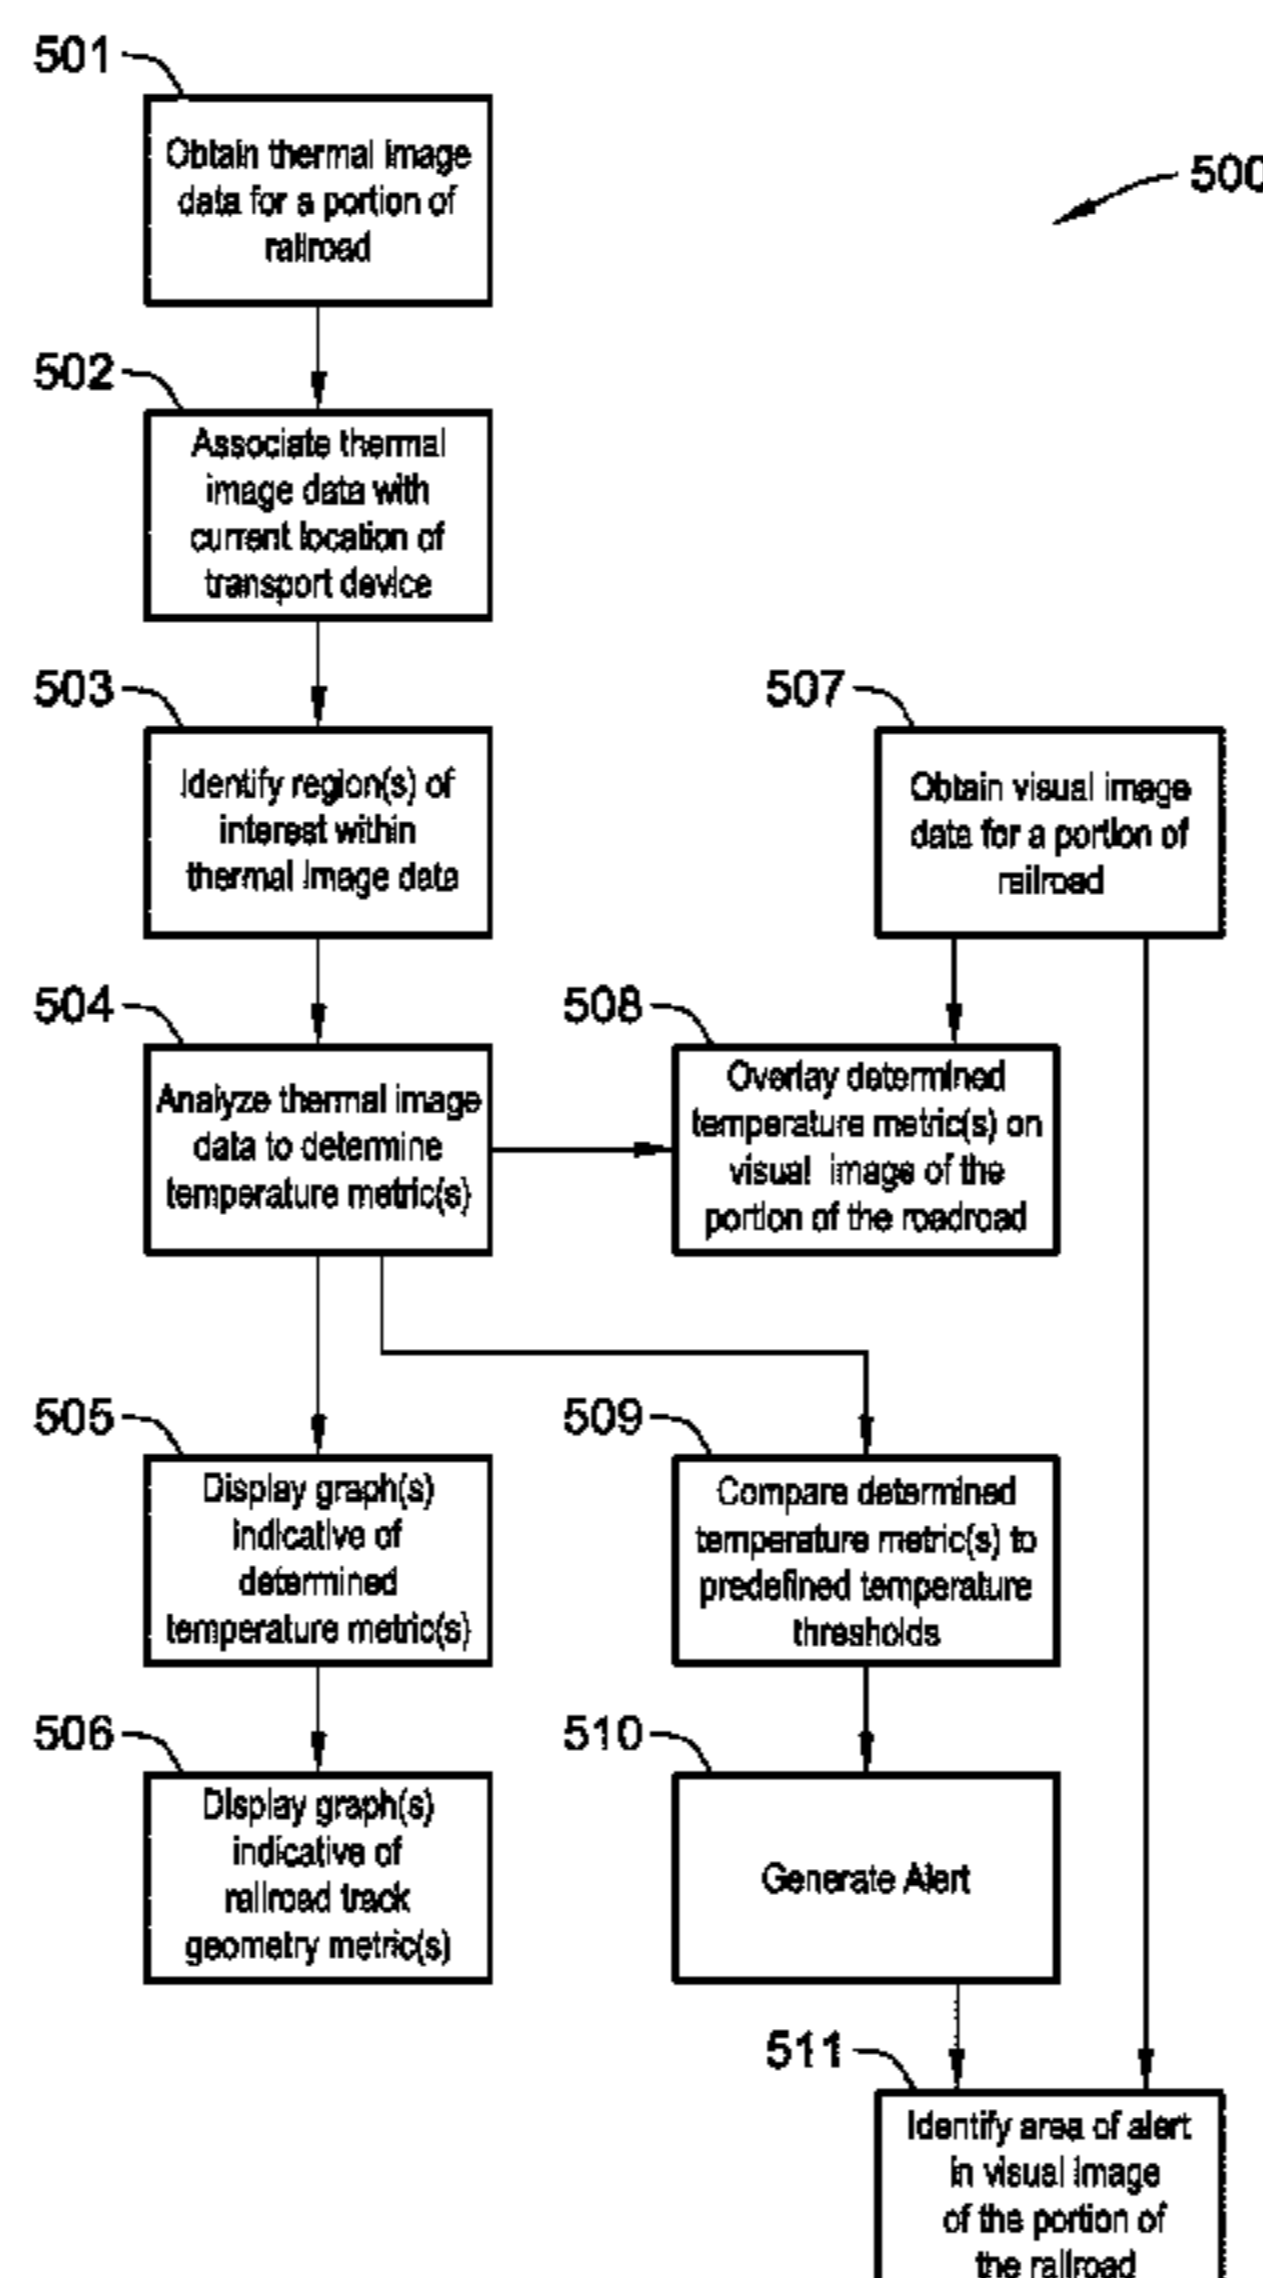 501
Obtain thermal image
data for a portion of
railroad
500
502
Associate thermal
image data with
current location of
transport device
503
Identify region(s) of
interest within
thermal image data
507
Obtain visual image
data for a portion of
railroad
504
Analyze thermal image
data to determine
temperature metric(s)
508
Overlay determined
temperature metric(s) on
visual image of the
portion of the roadroad
505
Display graph(s)
indicative of
determined
temperature metric(s)
509
Compare determined
temperature metric(s) to
predefined temperature
thresholds
506
Display graph(s)
indicative of
railroad track
geometry metric(s)
510
Generate Alert
511
Identify area of alert
in visual image
of the portion of
the railroad